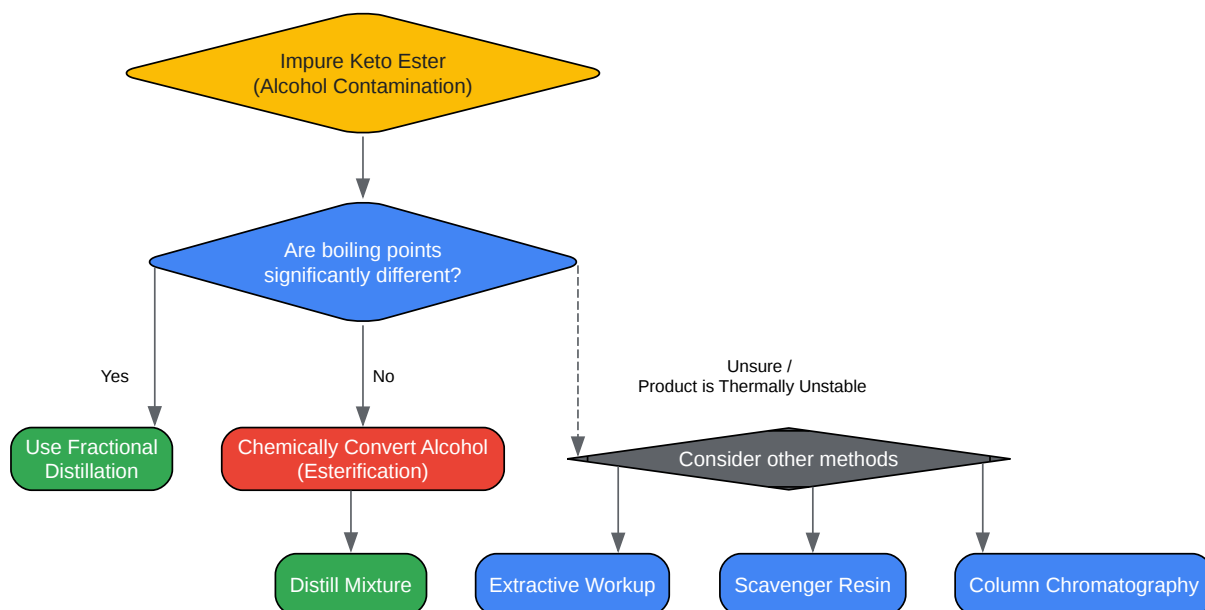 Impure Keto Ester
(Alcohol Contamination)
Are boiling points
significantly different?
Yes
No
Unsure /
Product is Thermally Unstable
Use Fractional
Distillation
Chemically Convert Alcohol
(Esterification)
Consider other methods
Distill Mixture
Extractive Workup
Scavenger Resin
Column Chromatography